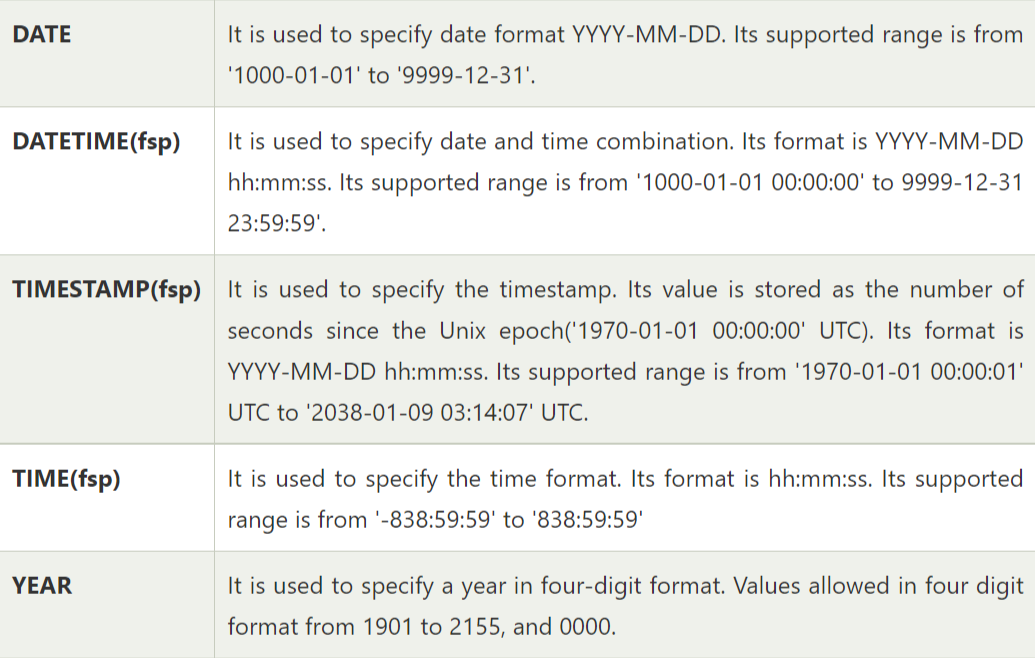 DATE It is used to specify date format YYYY-MM-DD. Its supported range is from
'1000-01-01' to '9999-12-31'.
DATETIME(fsp) It is used to specify date and time combination. Its format is YYYY-MM-DD
hh:mm:ss. Its supported range is from '1000-01-01 00:00:00' to 9999-12-31
23:59:59'.
TIMESTAMP(fsp) It is used to specify the timestamp. Its value is stored as the number of
seconds since the Unix epoch('1970-01-01 00:00:00' UTC). Its format is
YYYY-MM-DD hh:mm:ss. Its supported range is from '1970-01-01 00:00:01'
UTC to '2038-01-09 03:14:07' UTC.
TIME(fsp) It is used to specify the time format. Its format is hh:mm:ss. Its supported
range is from '-838:59:59' to '838:59:59'
YEAR It is used to specify a year in four-digit format. Values allowed in four digit
format from 1901 to 2155, and 0000.